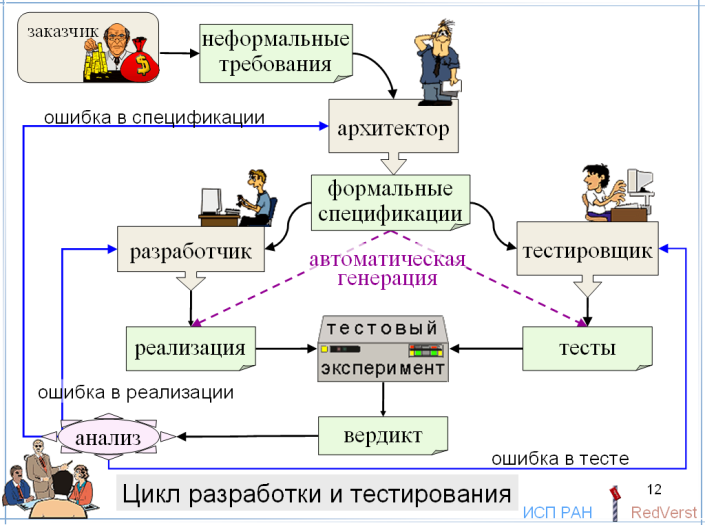 заказчик
неформальные
требования
ошибка в спецификации
архитектор
формальные
спецификации
разработчик
тестировщик
автоматическая
генерация
тестовый
эксперимент
реализация
тесты
ошибка в реализации
анализ
вердикт
ошибка в тесте
Цикл разработки и тестирования
12
ИСП РАН
RedVerst